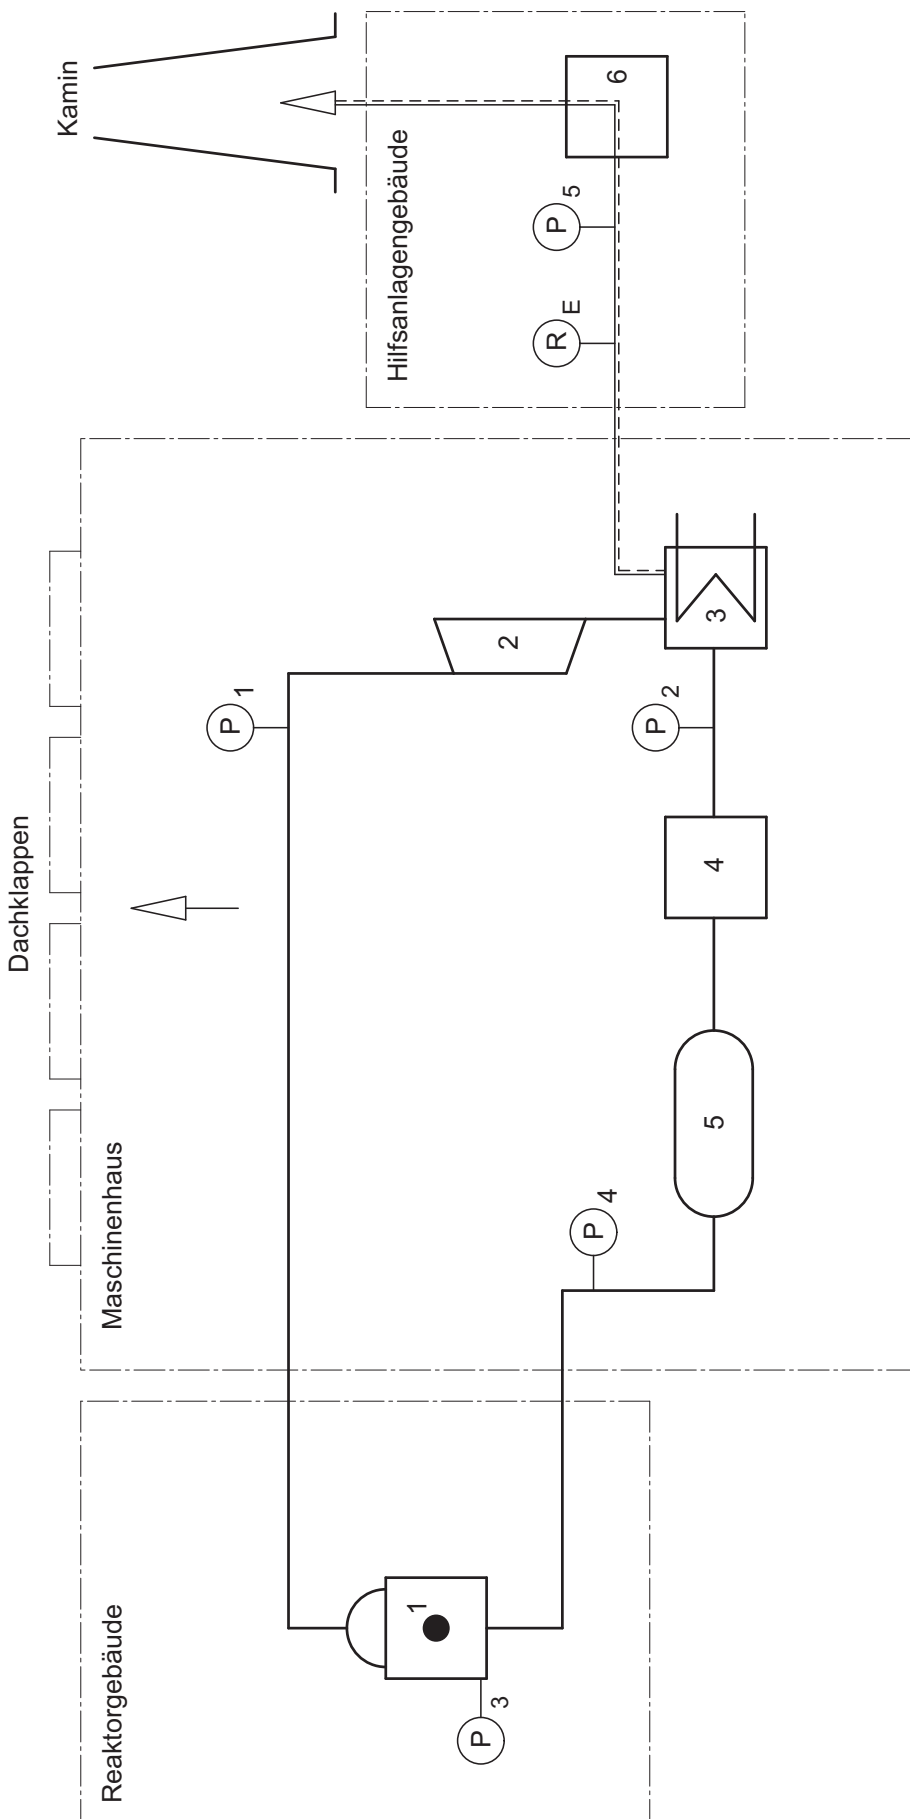 Dachklappen
Kamin
Reaktorgebäude
Maschinenhaus
Hilfsanlagengebäude
P 1
1
P 3
P 4
5
4
P 2
2
3
R E
P 5
6